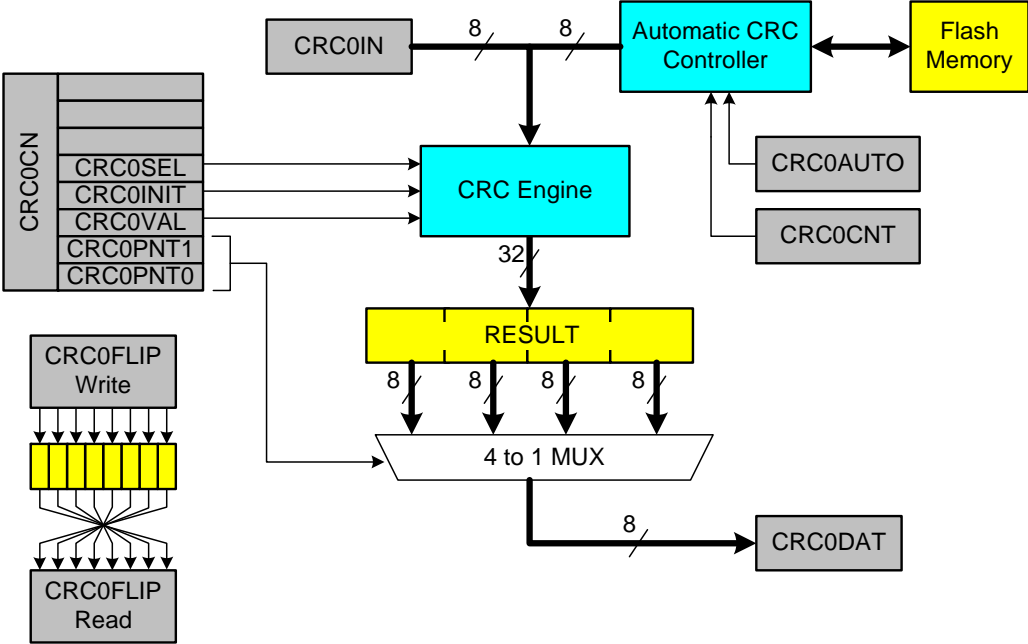 CRC0IN
8
8
Automatic CRC
Controller
Flash
Memory
CRC0CN
CRC0SEL
CRC0INIT
CRC0VAL
CRC0PNT1
CRC0PNT0
CRC Engine
CRC0AUTO
CRC0CNT
32
RESULT
8
8
8
8
4 to 1 MUX
8
CRC0DAT
CRC0FLIP
Write
CRC0FLIP
Read